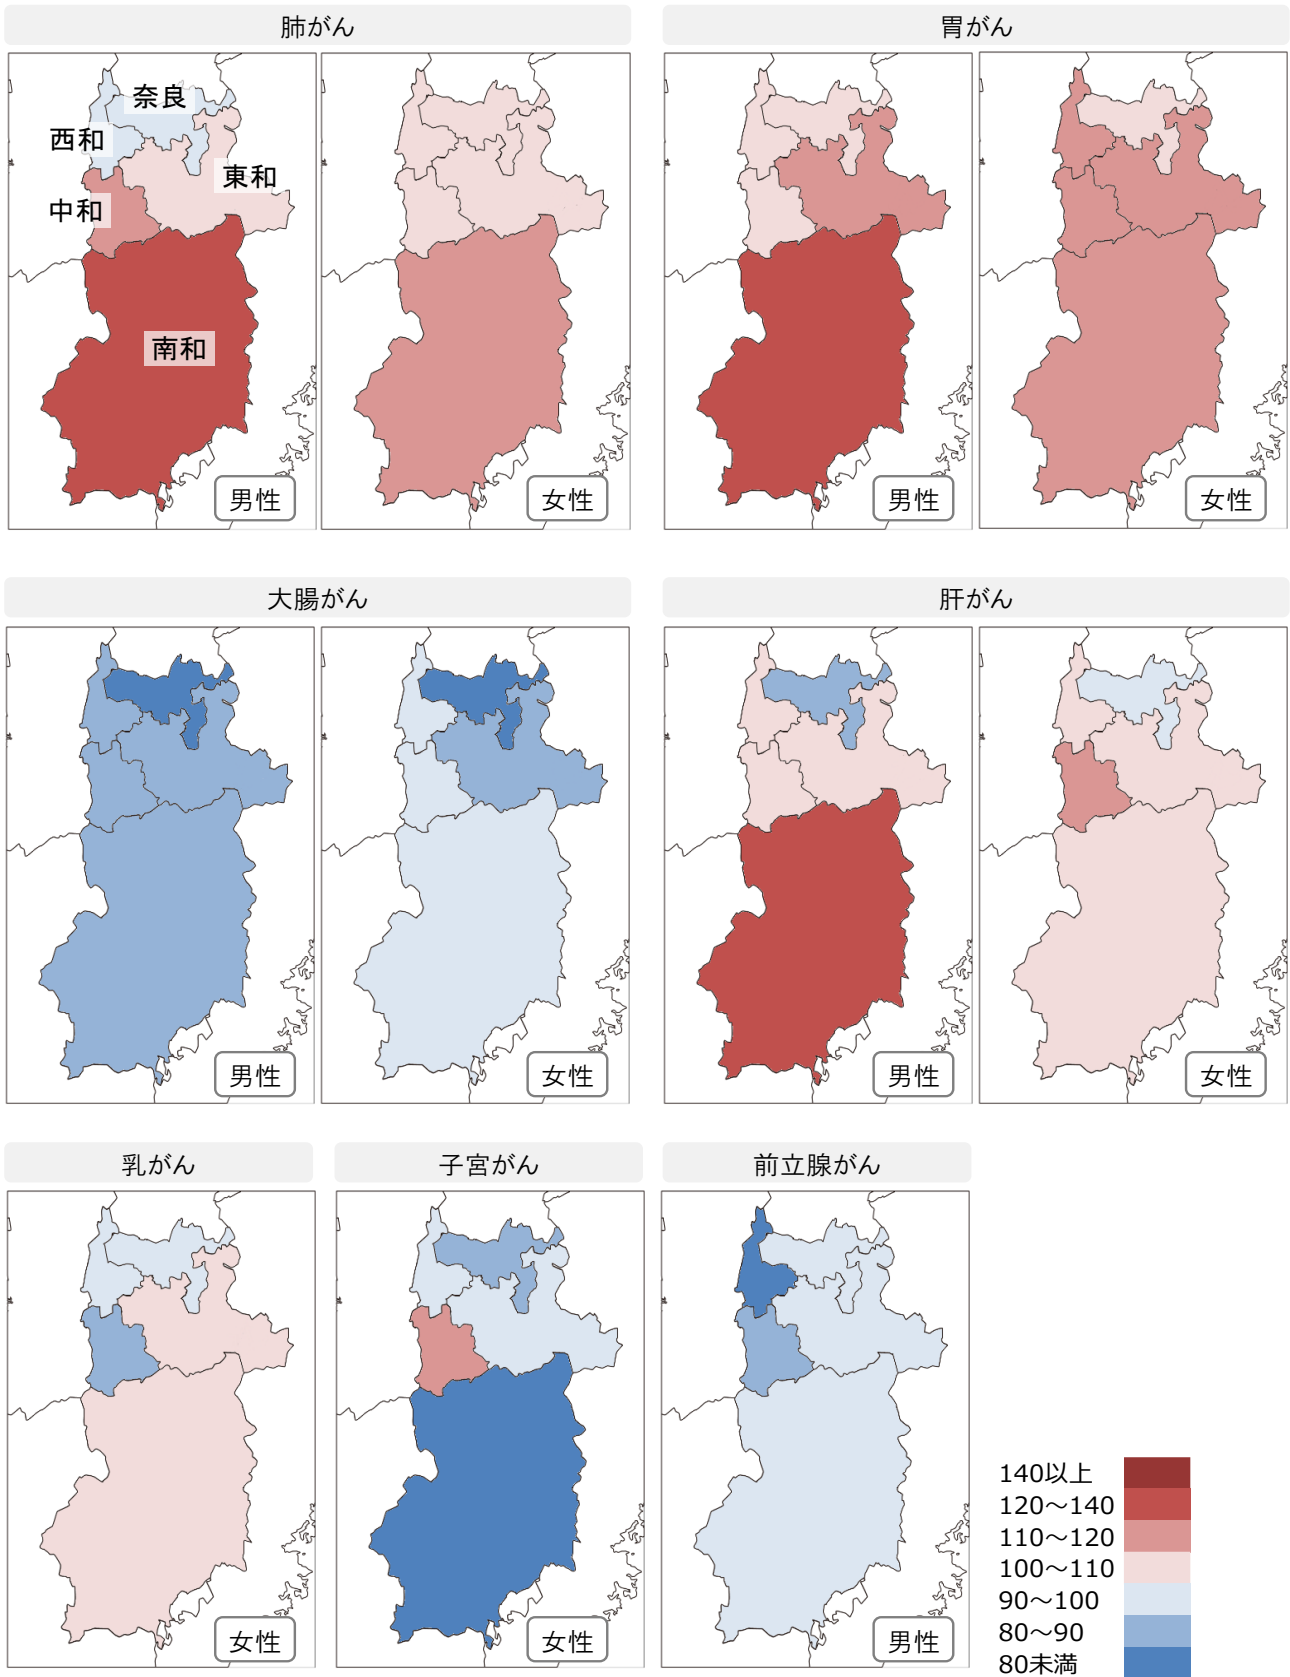 肺がん
胃がん
奈良
西和
東和
中和
南和
男性
女性
男性
女性
大腸がん
肝がん
男性
女性
男性
女性
乳がん
子宮がん
前立腺がん
女性
女性
男性
140以上
120～140
110～120
100～110
90～100
80～90
80未満